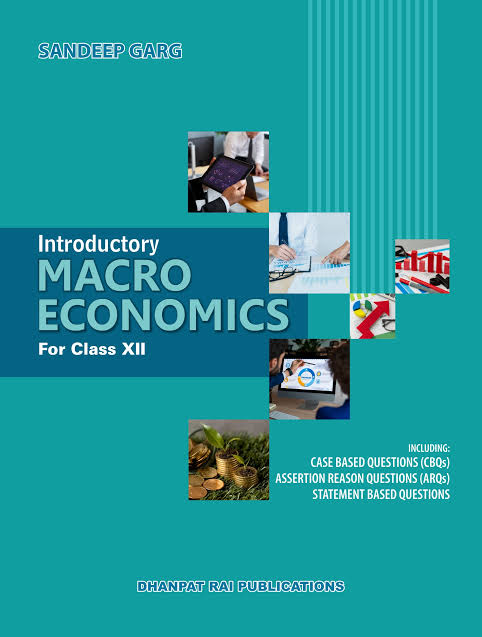 SANDEEP GARG
Introductory
MACRO
ECONOMICS
For Class XII
INCLUDING:
CASE BASED QUESTIONS (CBQs)
ASSERTION REASON QUESTIONS (ARQs)
STATEMENT BASED QUESTIONS
DHANPAT RAI PUBLICATIONS